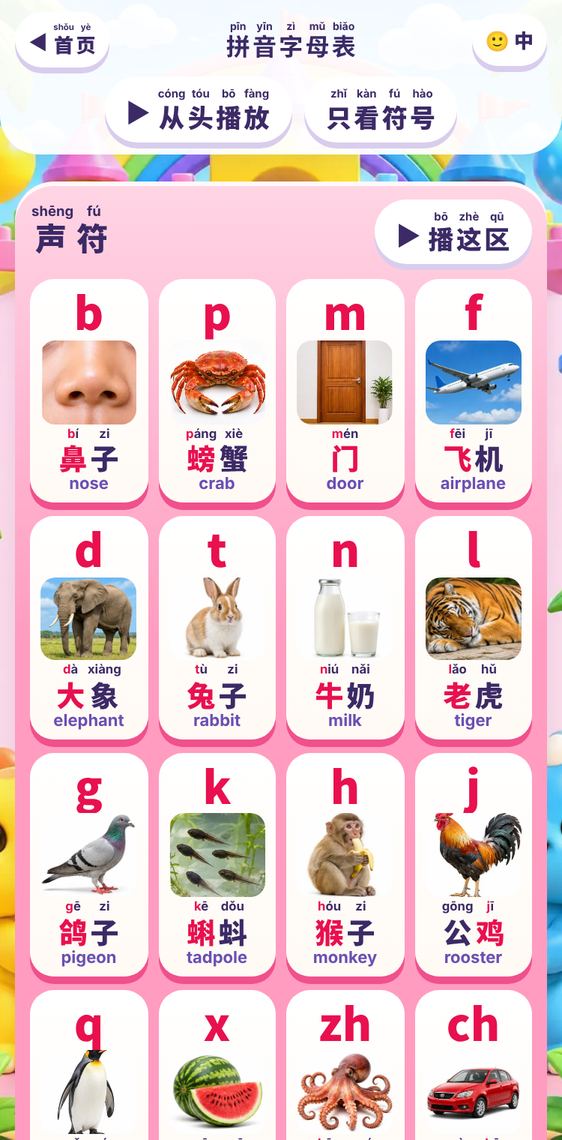 shǒu yè
首页
pīn yīn zì mǔ biǎo
拼音字母表
中
cóng tóu bō fàng
从头播放
zhǐ kàn fú hào
只看符号
shēng fú
声符
bō zhè qū
播这区
b
p
m
f
bí zi
páng xiè
mén
fēi jī
鼻子
螃蟹
门
飞机
nose
crab
door
airplane
d
t
n
l
dà xiàng
tù zi
niú nǎi
lǎo hǔ
大象
兔子
牛奶
老虎
elephant
rabbit
milk
tiger
g
k
h
j
gē zi
kē dǒu
hóu zi
gōng jī
鸽子
蝌蚪
猴子
公鸡
pigeon
tadpole
monkey
rooster
q
x
zh
ch